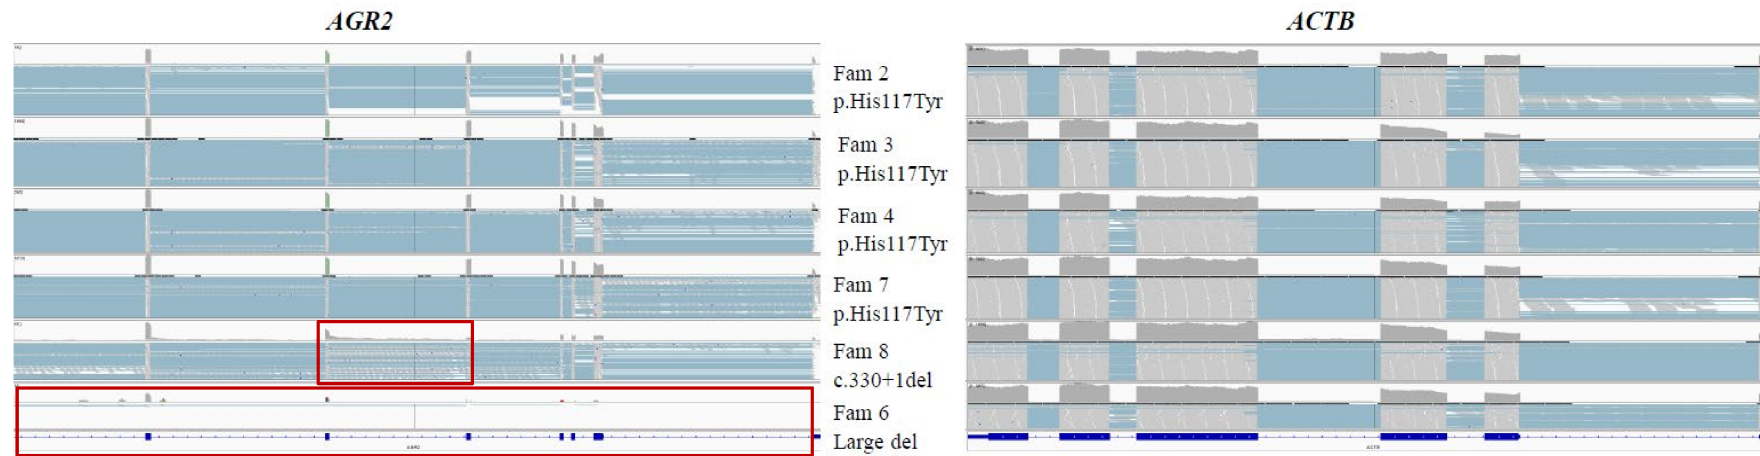 AGR2
ACTB
Fam 2
p.His117Tyr
Fam 3
p.His117Tyr
Fam 4
p.His117Tyr
Fam 7
p.His117Tyr
Fam 8
c.330+1del
Fam 6
Large del
ACTB